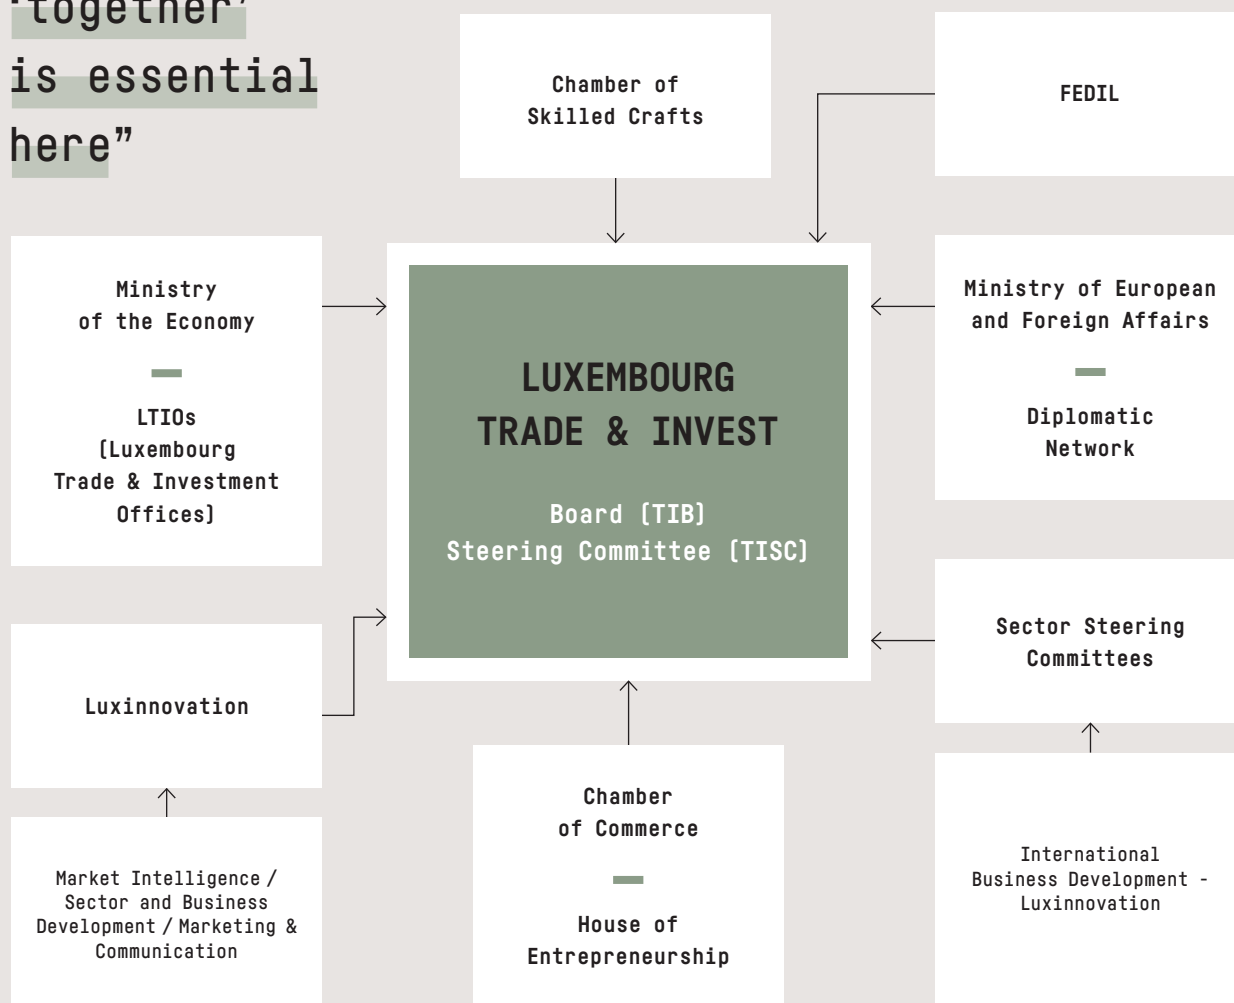 ‘together’
is essential
here”
Chamber of
Skilled Crafts
FEDIL
Ministry
of the Economy
LTIOs
(Luxembourg
Trade & Investment
Offices)
LUXEMBOURG
TRADE & INVEST
Board (TIB)
Steering Committee (TISC)
Ministry of European
and Foreign Affairs
Diplomatic
Network
Luxinnovation
Sector Steering
Committees
Market Intelligence /
Sector and Business
Development / Marketing &
Communication
Chamber
of Commerce
House of
Entrepreneurship
International
Business Development -
Luxinnovation